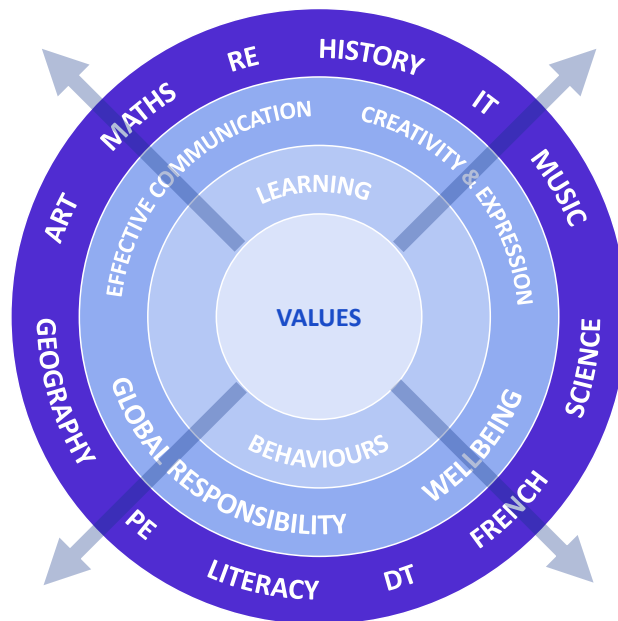 HISTORY
IT
MUSIC
SCIENCE
FRENCH
DT
LITERACY
PE
GEOGRAPHY
ART
MATHS
RE
EFFECTIVE COMMUNICATION
CREATIVITY & EXPRESSION
WELLBEING
GLOBAL RESPONSIBILITY
LEARNING
BEHAVIOURS
VALUES